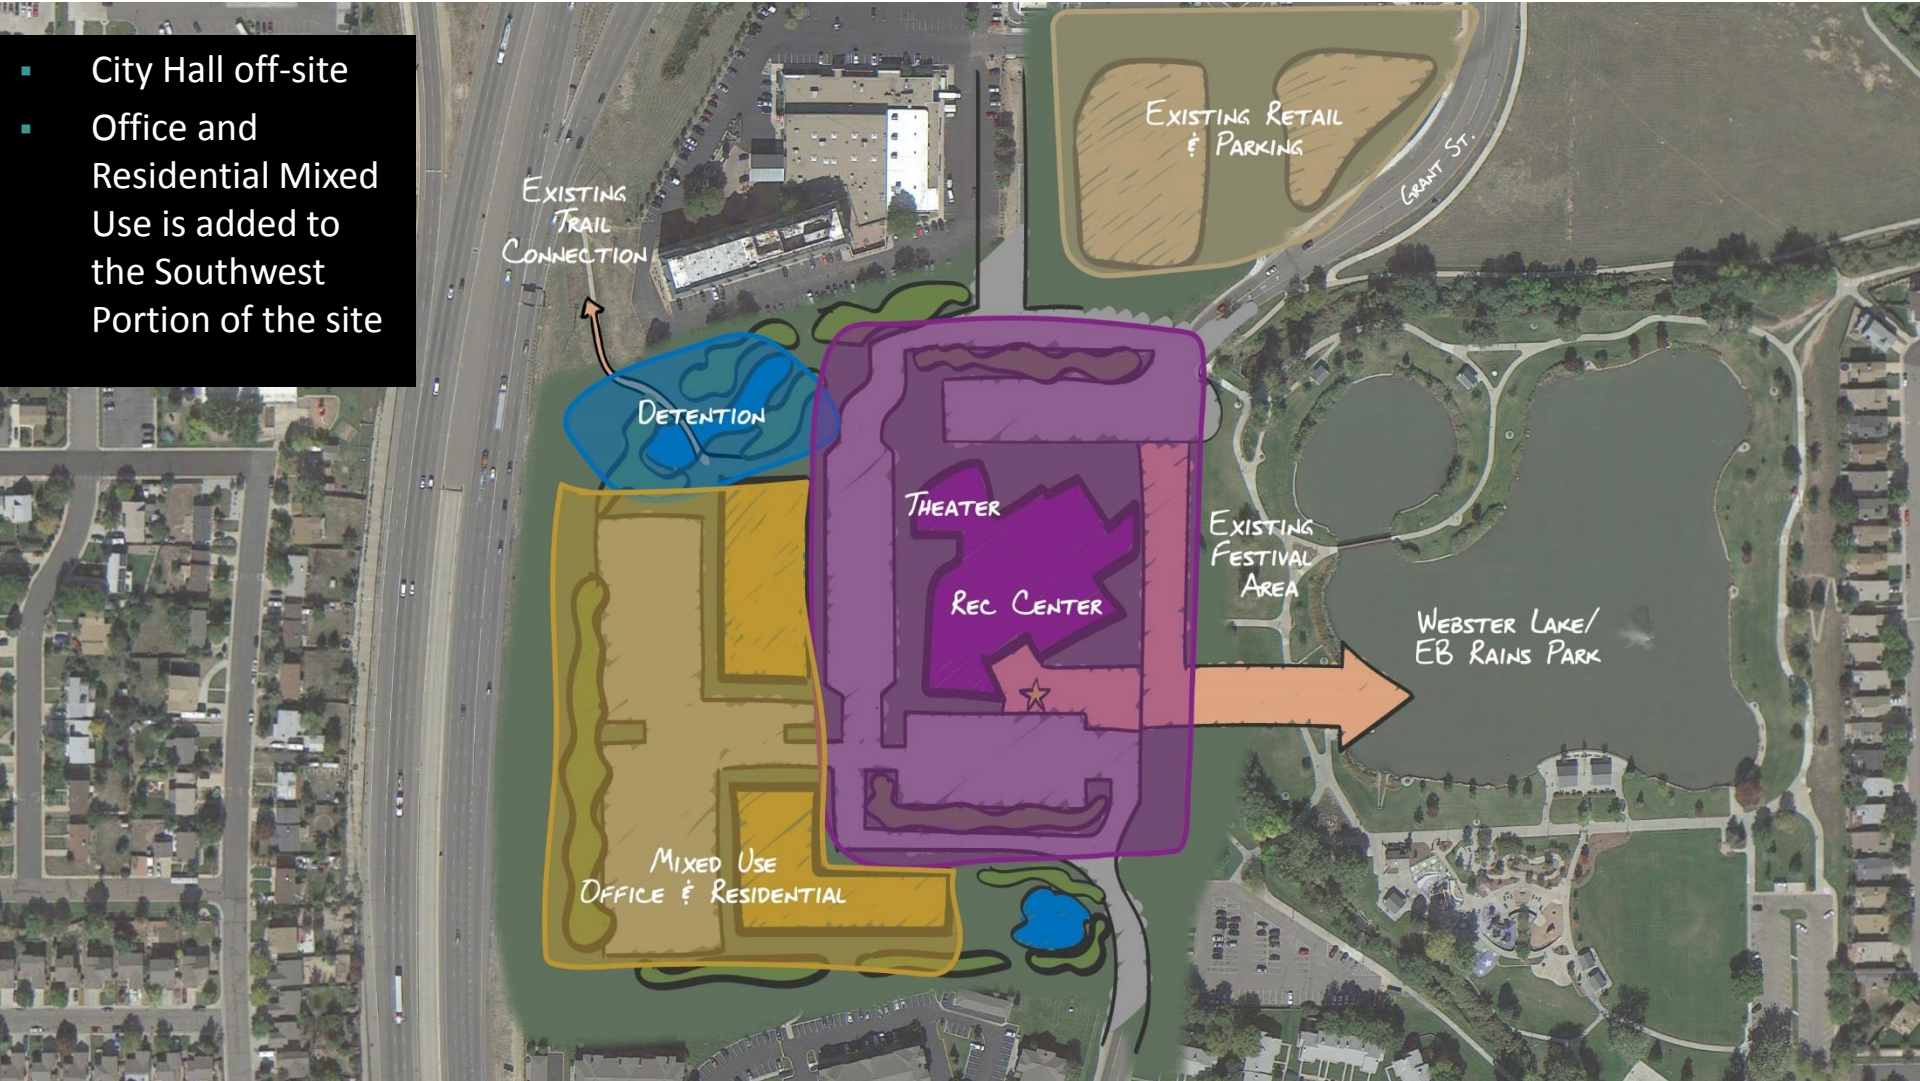 ▪ City Hall off-site
▪ Office and
Residential Mixed
Use is added to
the Southwest
Portion of the site
EXISTING
TRAIL
CONNECTION
EXISTING RETAIL
& PARKING
GRANT ST.
DETENTION
THEATER
REC CENTER
EXISTING
FESTIVAL
AREA
WEBSTER LAKE/
EB RAINS PARK
MIXED USE
OFFICE & RESIDENTIAL